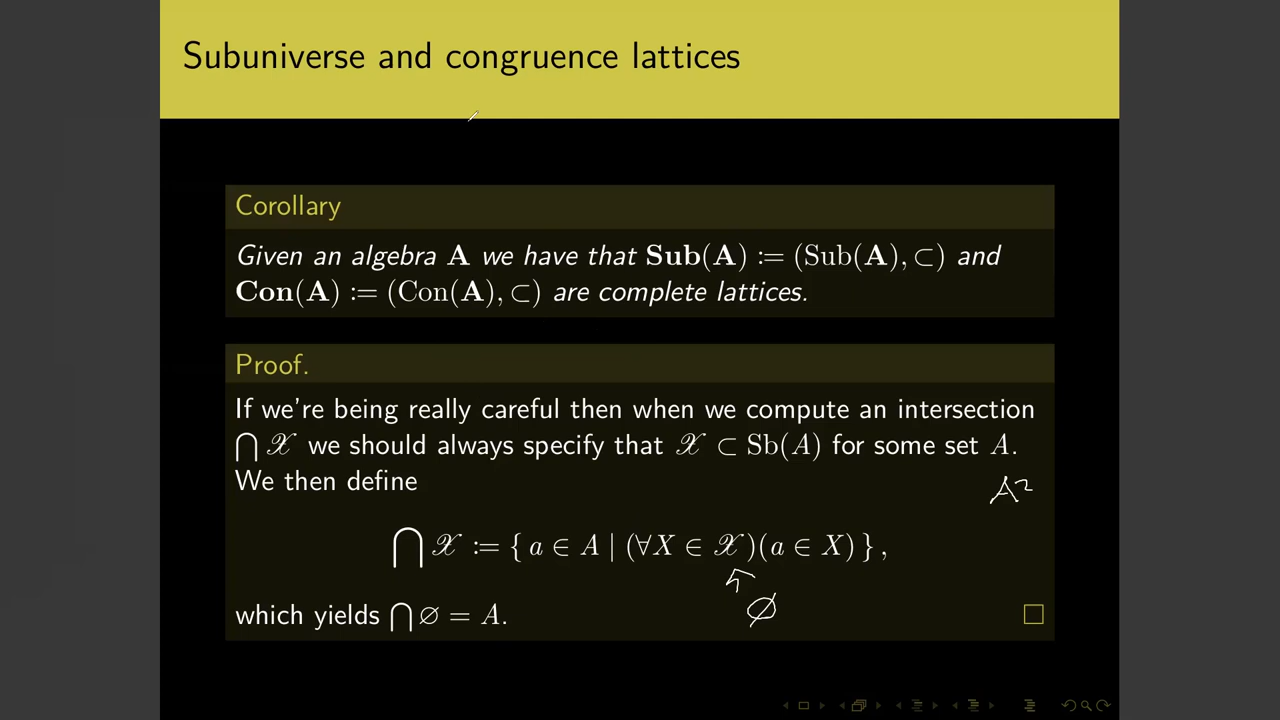 Subuniverse and congruence lattices
Corollary
Given an algebra A we have that Sub(A) := (Sub(A), ⊂) and
Con(A) := (Con(A), ⊂) are complete lattices.
Proof.
If we're being really careful then when we compute an intersection
⋂ 𝒳 we should always specify that 𝒳 ⊂ Sb(A) for some set A.
We then define
A²
⋂ 𝒳 := { a ∈ A | (∀X ∈ 𝒳)(a ∈ X) },
∅
which yields ⋂ ∅ = A.